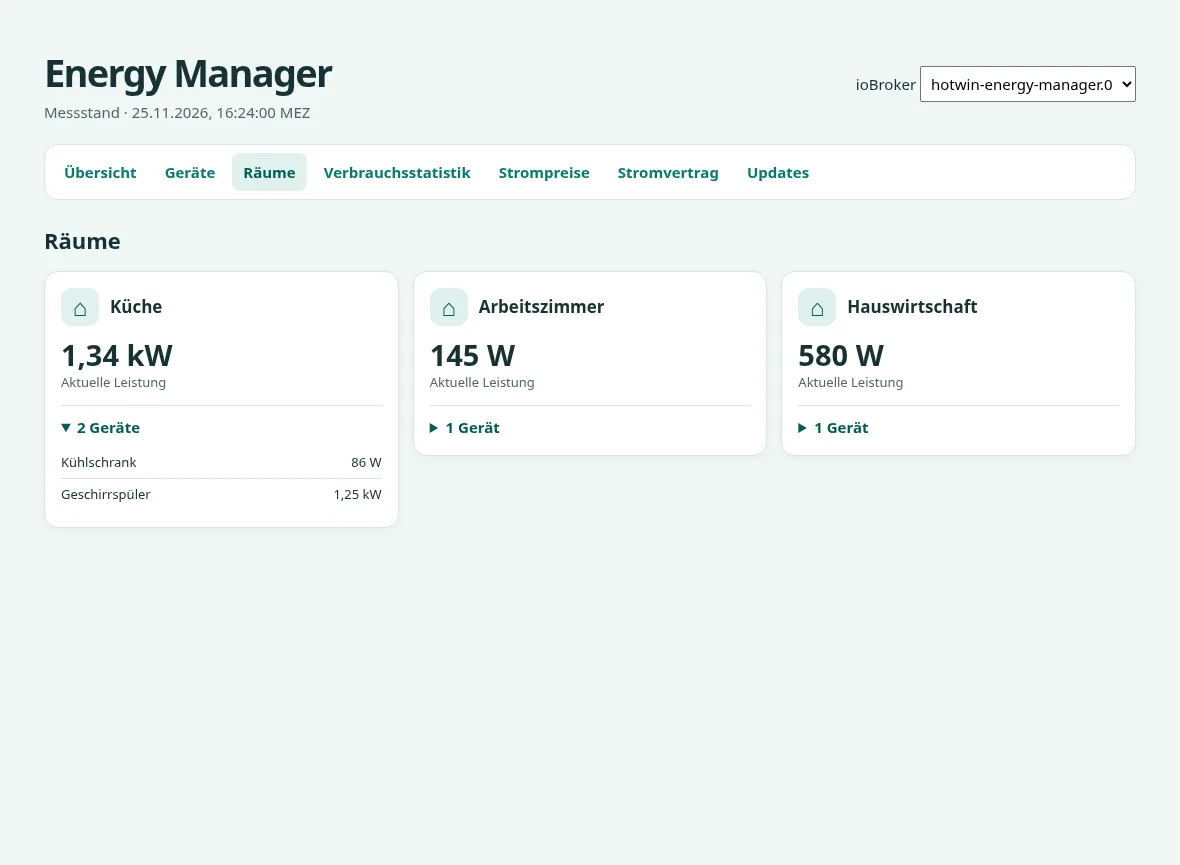 Energy Manager
Messstand · 25.11.2026, 16:24:00 MEZ
ioBroker hotwin-energy-manager.0
Übersicht Geräte Räume Verbrauchsstatistik Strompreise Stromvertrag Updates
Räume
Küche
1,34 kW
Aktuelle Leistung
2 Geräte
Kühlschrank 86 W
Geschirrspüler 1,25 kW
Arbeitszimmer
145 W
Aktuelle Leistung
1 Gerät
Hauswirtschaft
580 W
Aktuelle Leistung
1 Gerät